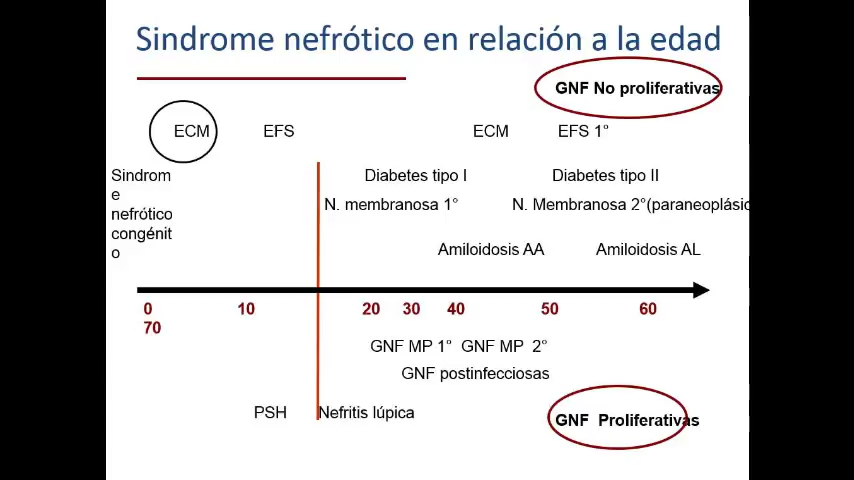 Sindrome nefrótico en relación a la edad
GNF No proliferativas
ECM EFS ECM EFS 1°
Sindrom
e
nefrótico
congénit
o
Diabetes tipo I Diabetes tipo II
N. membranosa 1° N. Membranosa 2°(paraneoplásic
Amiloidosis AA Amiloidosis AL
0 10 20 30 40 50 60
70
GNF MP 1° GNF MP 2°
GNF postinfecciosas
PSH Nefritis lúpica
GNF Proliferativas